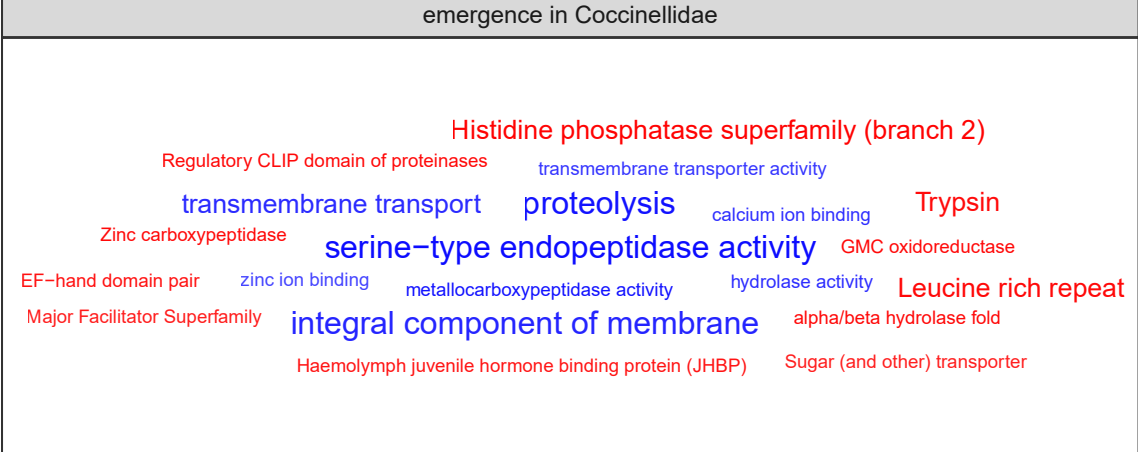 emergence in Coccinellidae
Histidine phosphatase superfamily (branch 2)
Regulatory CLIP domain of proteinases
transmembrane transporter activity
transmembrane transport
proteolysis
calcium ion binding
Trypsin
Zinc carboxypeptidase
serine−type endopeptidase activity
GMC oxidoreductase
EF−hand domain pair
zinc ion binding
metallocarboxypeptidase activity
hydrolase activity
Leucine rich repeat
Major Facilitator Superfamily
integral component of membrane
alpha/beta hydrolase fold
Haemolymph juvenile hormone binding protein (JHBP)
Sugar (and other) transporter